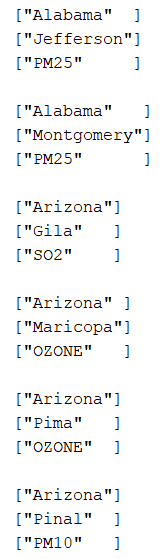 ["Alabama"  ]
["Jefferson"]
["PM25"     ]

["Alabama"   ]
["Montgomery"]
["PM25"      ]

["Arizona"]
["Gila"   ]
["SO2"    ]

["Arizona" ]
["Maricopa"]
["OZONE"   ]

["Arizona"]
["Pima"   ]
["OZONE"  ]

["Arizona"]
["Pinal"  ]
["PM10"   ]